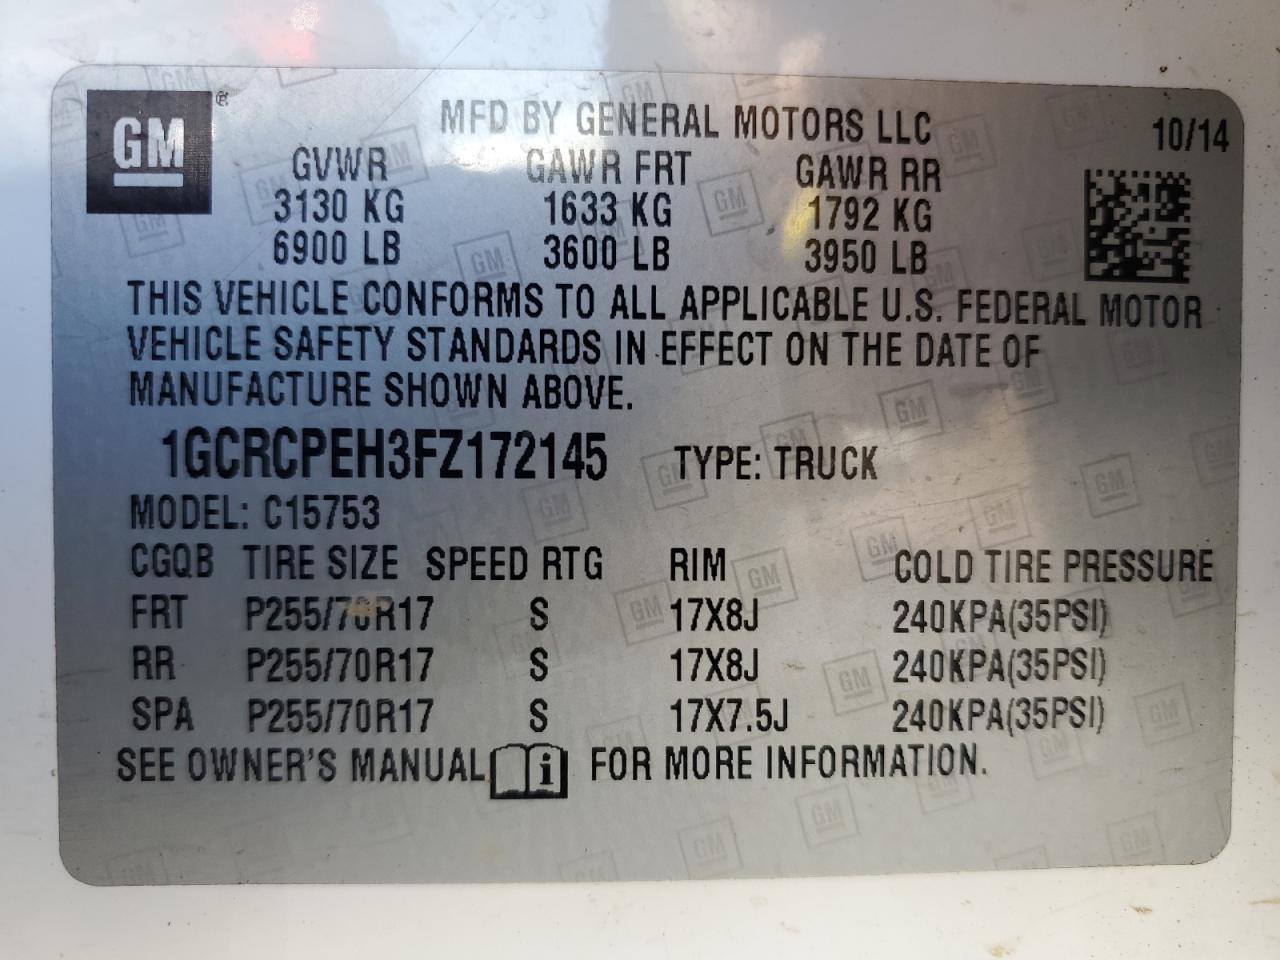 GM ®
MFD BY GENERAL MOTORS LLC
10/14
GVWR GAWR FRT GAWR RR
3130 KG 1633 KG 1792 KG
6900 LB 3600 LB 3950 LB
THIS VEHICLE CONFORMS TO ALL APPLICABLE U.S. FEDERAL MOTOR
VEHICLE SAFETY STANDARDS IN EFFECT ON THE DATE OF
MANUFACTURE SHOWN ABOVE.
1GCRCPEH3FZ172145 TYPE: TRUCK
MODEL: C15753
CGQB TIRE SIZE SPEED RTG RIM COLD TIRE PRESSURE
FRT P255/70R17 S 17X8J 240KPA(35PSI)
RR P255/70R17 S 17X8J 240KPA(35PSI)
SPA P255/70R17 S 17X7.5J 240KPA(35PSI)
SEE OWNER'S MANUAL i FOR MORE INFORMATION.